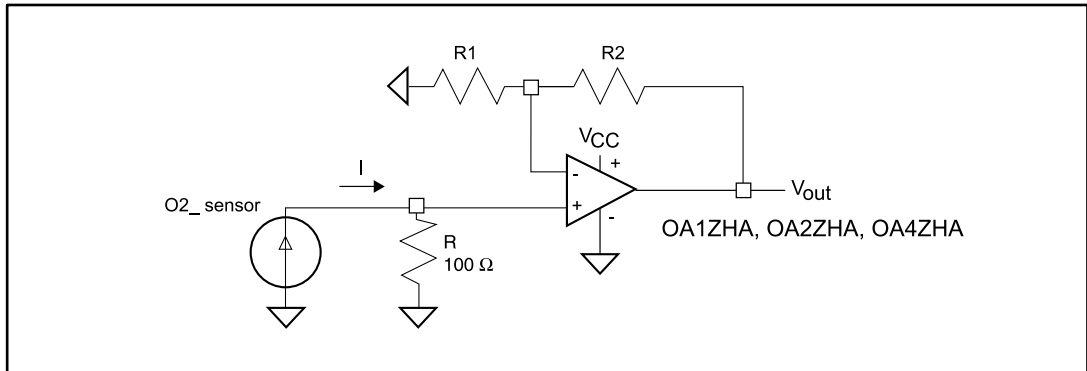 R1
R2
VCC
+
-
I
O2_ sensor
+
-
Vout
OA1ZHA, OA2ZHA, OA4ZHA
R
100 Ω